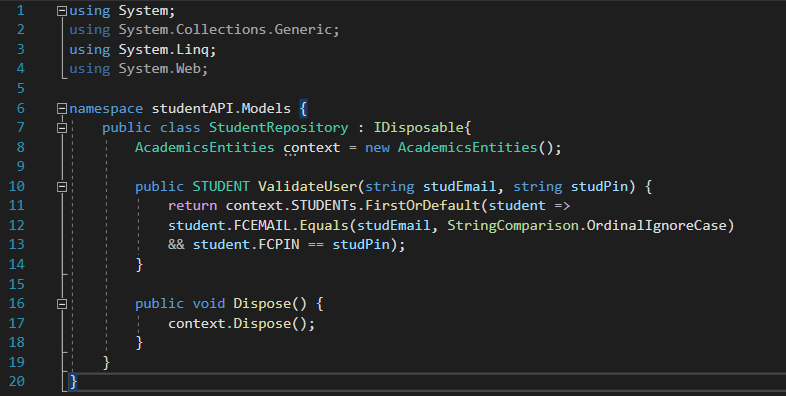 1 using System;
2 using System.Collections.Generic;
3 using System.Linq;
4 using System.Web;
5
6 namespace studentAPI.Models {
7 public class StudentRepository : IDisposable{
8 AcademicsEntities context = new AcademicsEntities();
9
10 public STUDENT ValidateUser(string studEmail, string studPin) {
11 return context.STUDENTs.FirstOrDefault(student =>
12 student.FCEMAIL.Equals(studEmail, StringComparison.OrdinalIgnoreCase)
13 && student.FCPIN == studPin);
14 }
15
16 public void Dispose() {
17 context.Dispose();
18 }
19 }
20 }